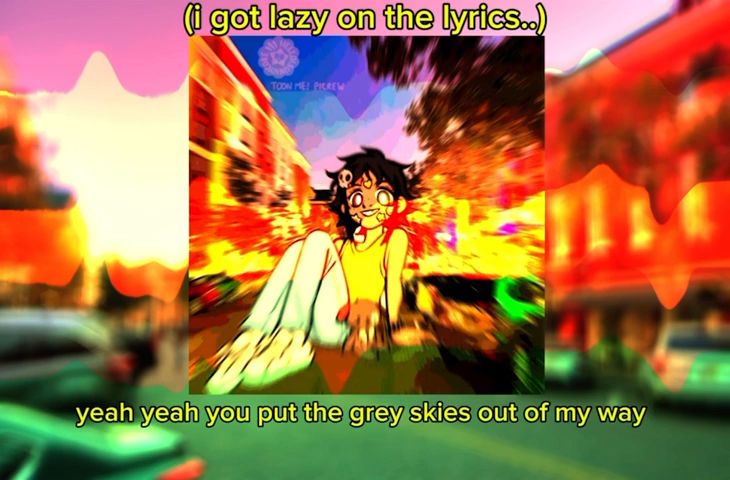 (i got lazy on the lyrics..)
TOON ME! PICREW
yeah yeah you put the grey skies out of my way